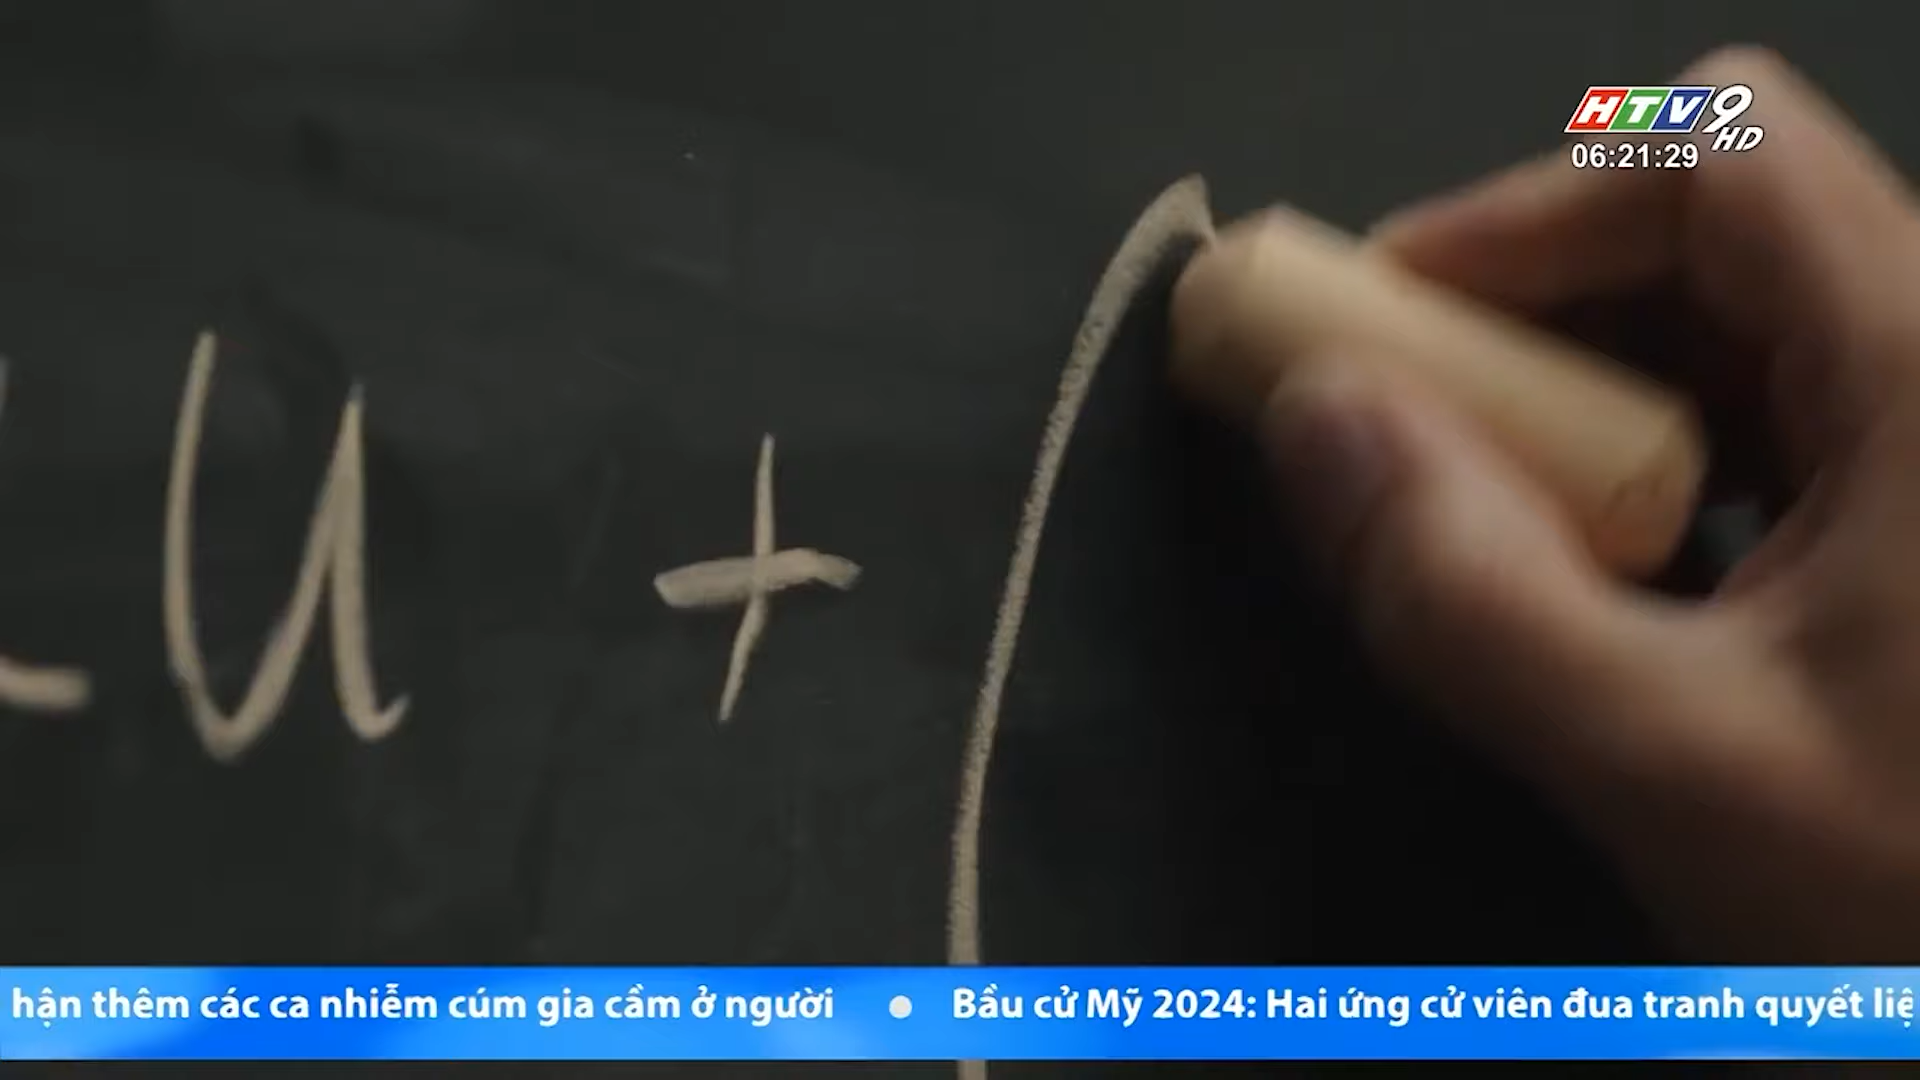 HTV9
HD
06:21:29
u +
hận thêm các ca nhiễm cúm gia cầm ở người ● Bầu cử Mỹ 2024: Hai ứng cử viên đua tranh quyết liệ